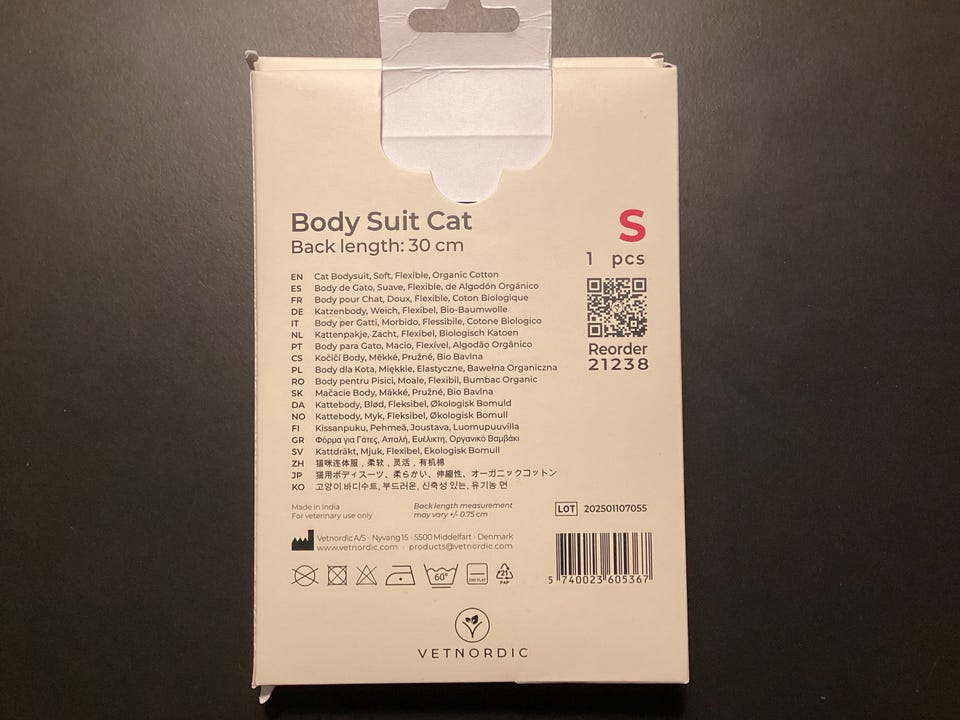 Body Suit Cat
Back length: 30 cm
S
1 pcs
Reorder
21238
EN Cat Bodysuit, Soft, Flexible, Organic Cotton
ES Body de Gato, Suave, Flexible, de Algodón Orgánico
FR Body pour Chat, Doux, Flexible, Coton Biologique
DE Katzenbody, Weich, Flexibel, Bio-Baumwolle
IT Body per Gatti, Morbido, Flessibile, Cotone Biologico
NL Kattenpakje, Zacht, Flexibel, Biologisch Katoen
PT Body para Gato, Macio, Flexível, Algodão Orgânico
CS Kočičí Body, Měkké, Pružné, Bio Bavlna
PL Body dla Kota, Miękkie, Elastyczne, Bawełna Organiczna
RO Body pentru Pisici, Moale, Flexibil, Bumbac Organic
SK Mačacie Body, Mäkké, Pružné, Bio Bavlna
DA Kattebody, Blød, Fleksibel, Økologisk Bomuld
NO Kattebody, Myk, Fleksibel, Økologisk Bomull
FI Kissanpuku, Pehmeä, Joustava, Luomupuuvilla
GR Φόρμα για Γάτες, Απαλή, Ευέλικτη, Οργανικό Βαμβάκι
SV Kattdräkt, Mjuk, Flexibel, Ekologisk Bomull
ZH 猫咪连体服，柔软，灵活，有机棉
JP 猫用ボディスーツ、柔らかい、伸縮性、オーガニックコットン
KO 고양이 바디수트, 부드러운, 신축성 있는, 유기농 면
Made in India
For veterinary use only
Back length measurement
may vary +/- 0.75 cm
LOT 202501107055
Vetnordic A/S · Nyvang 15 · 5500 Middelfart · Denmark
www.vetnordic.com · products@vetnordic.com
60°
DRY FLAT
21
PAP
5 740023 605367
VETNORDIC